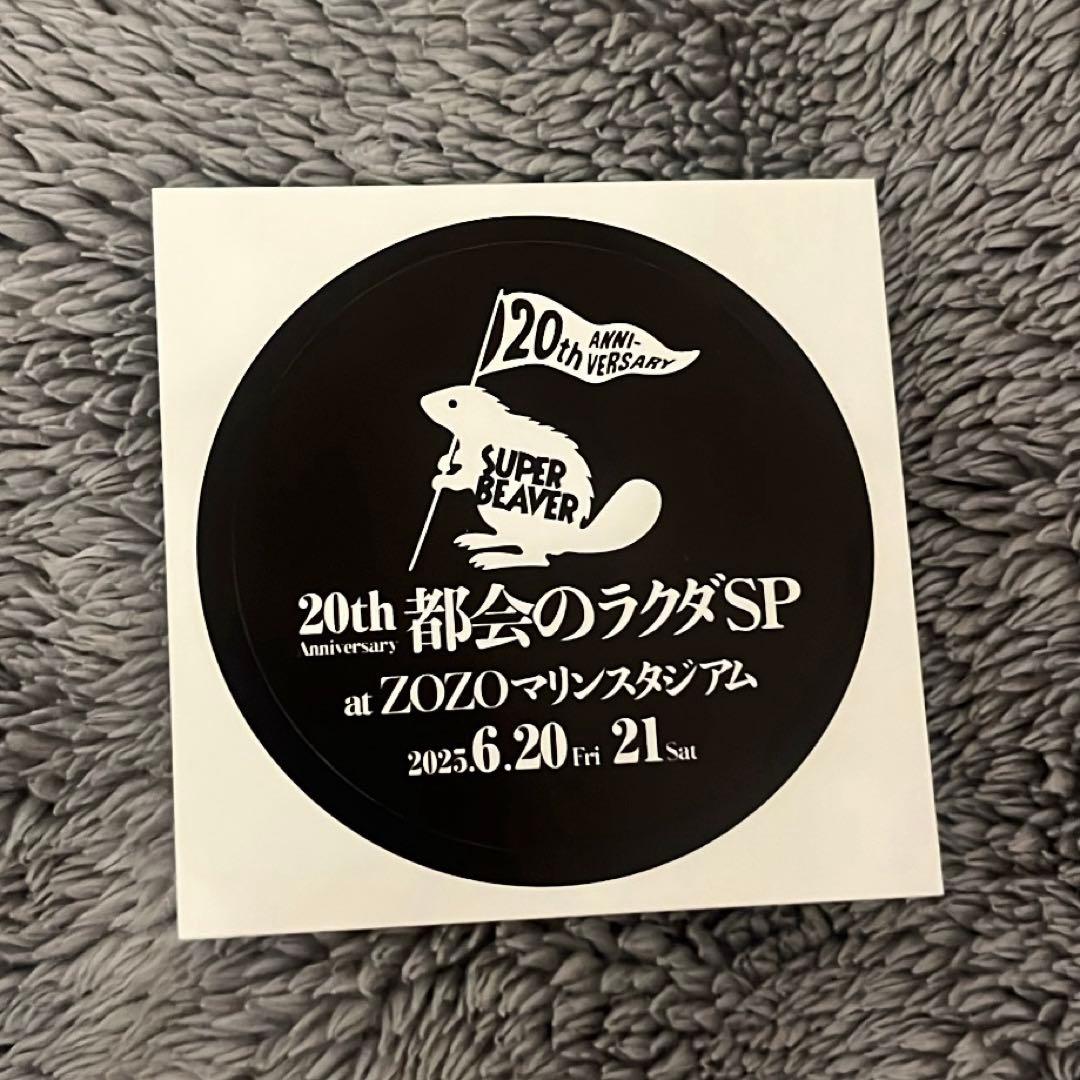 20th ANNI-
VERSARY
SUPER
BEAVER
20th Anniversary 都会のラクダSP
at ZOZOマリンスタジアム
2025.6.20 Fri 21 Sat